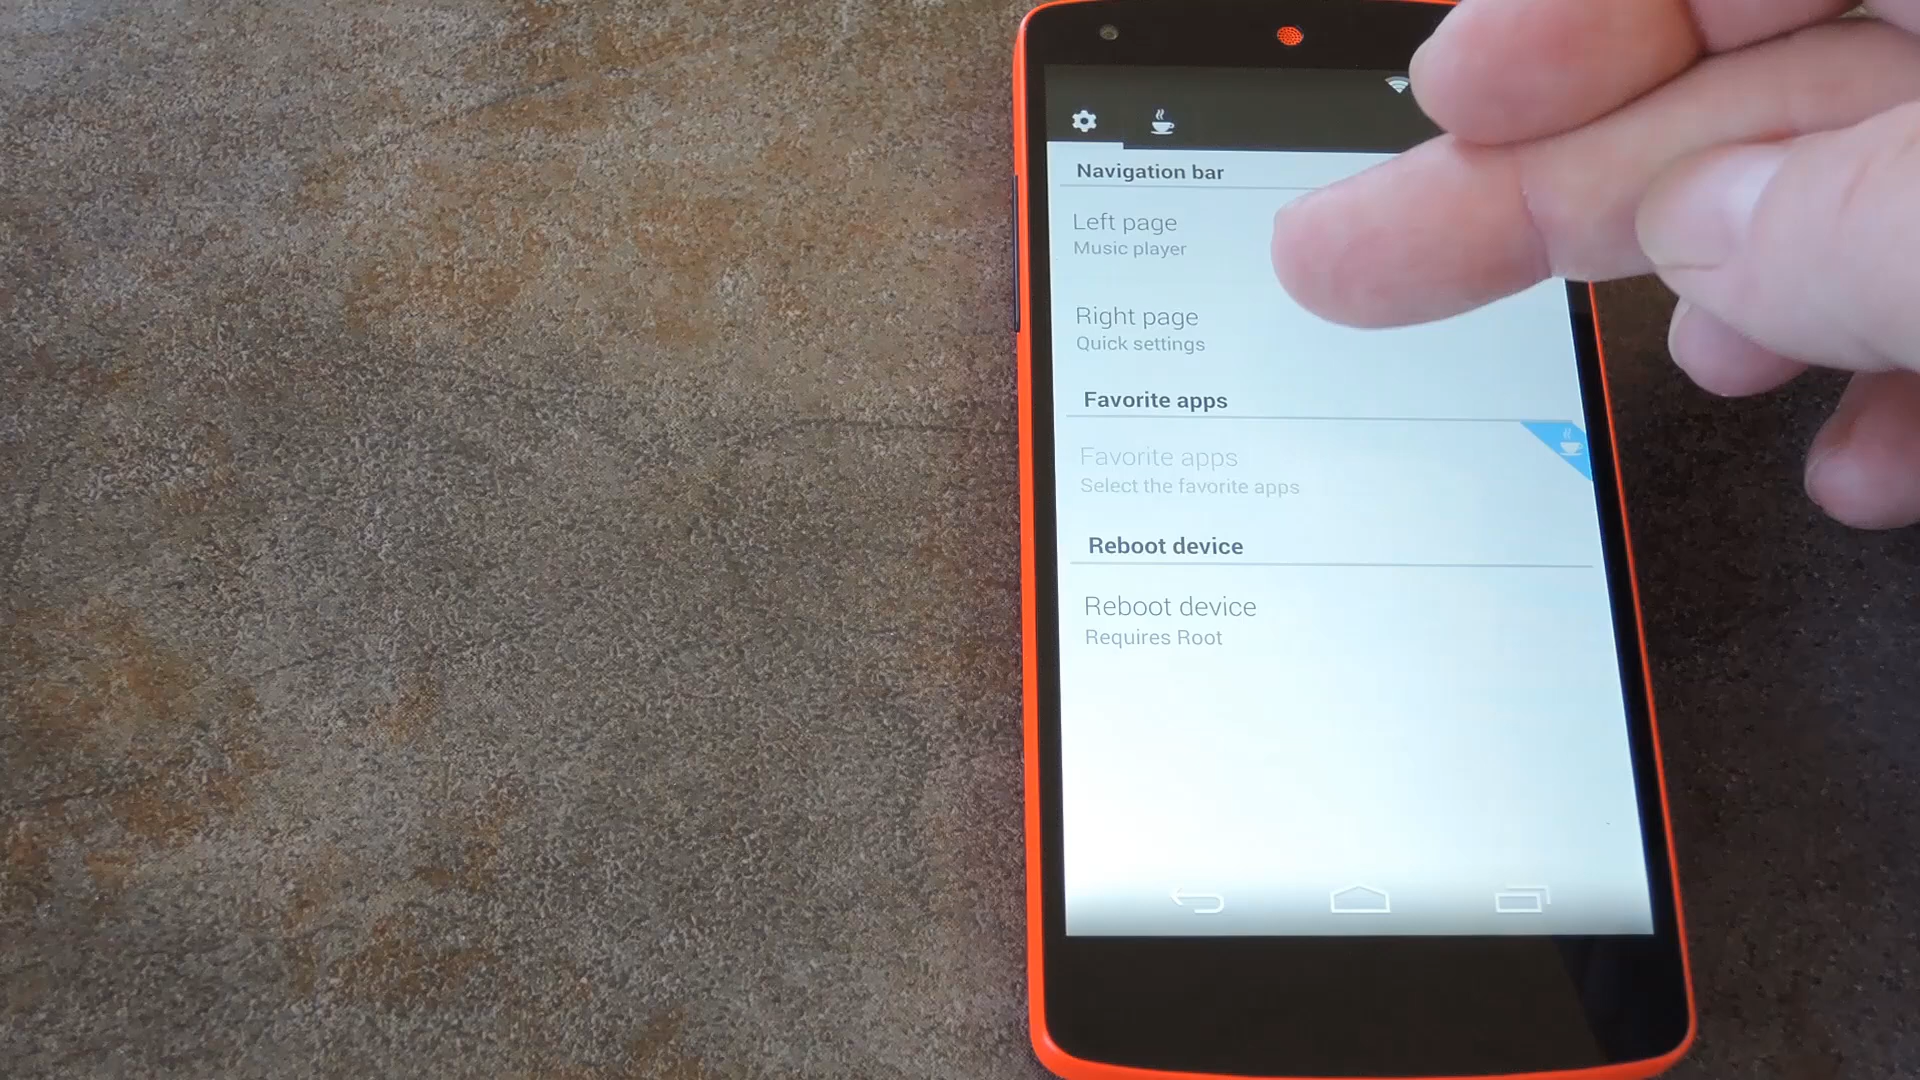 Navigation bar
Left page
Music player
Right page
Quick settings
Favorite apps
Favorite apps
Select the favorite apps
Reboot device
Reboot device
Requires Root